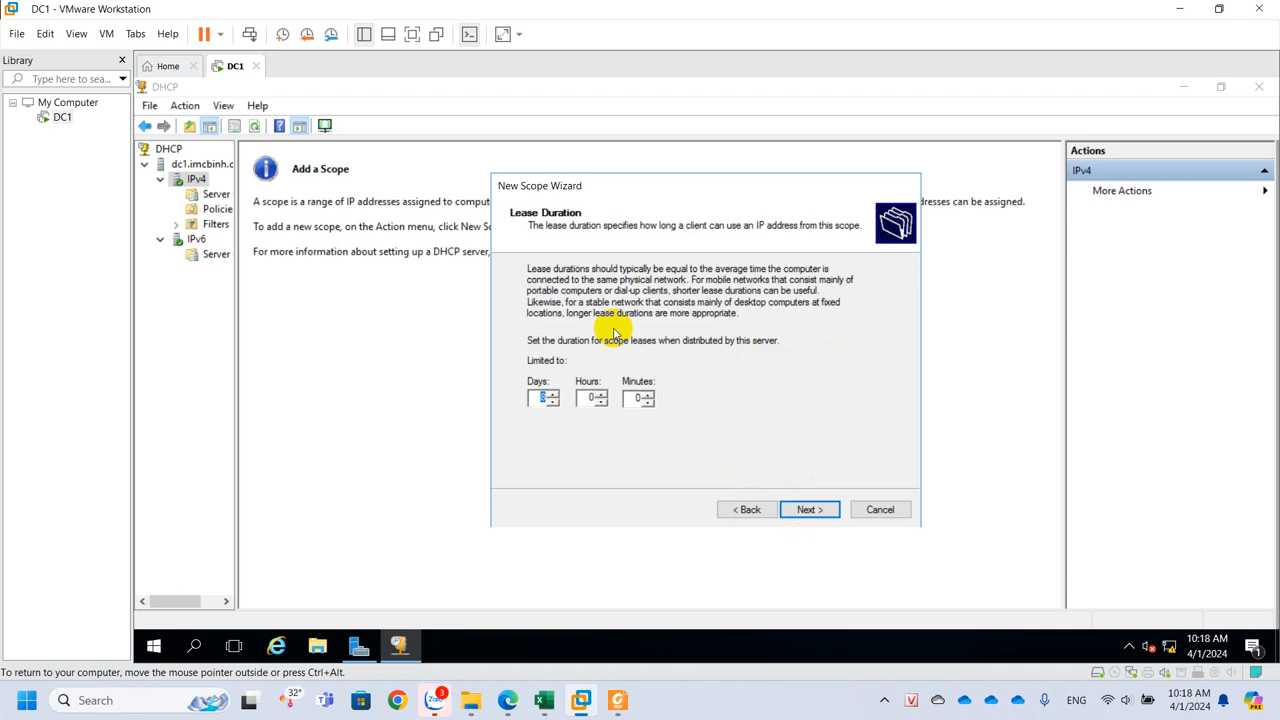 DC1 - VMware Workstation
File Edit View VM Tabs Help
Library
Type here to sea...
My Computer
DC1
Home
DC1
DHCP
File Action View Help
DHCP
dc1.imcbinh.c
IPv4
Server
Policie
Filters
IPv6
Server
Add a Scope
A scope is a range of IP addresses assigned to comput
dresses can be assigned.
To add a new scope, on the Action menu, click New Sc
For more information about setting up a DHCP server,
New Scope Wizard
Lease Duration
The lease duration specifies how long a client can use an IP address from this scope.
Lease durations should typically be equal to the average time the computer is
connected to the same physical network. For mobile networks that consist mainly of
portable computers or dial-up clients, shorter lease durations can be useful.
Likewise, for a stable network that consists mainly of desktop computers at fixed
locations, longer lease durations are more appropriate.
Set the duration for scope leases when distributed by this server.
Limited to:
Days: Hours: Minutes:
8 0 0
< Back Next > Cancel
Actions
IPv4
More Actions
10:18 AM
4/1/2024
1
To return to your computer, move the mouse pointer outside or press Ctrl+Alt.
Search
32°
Zalo
3
V
ENG
10:18 AM
4/1/2024
PRE